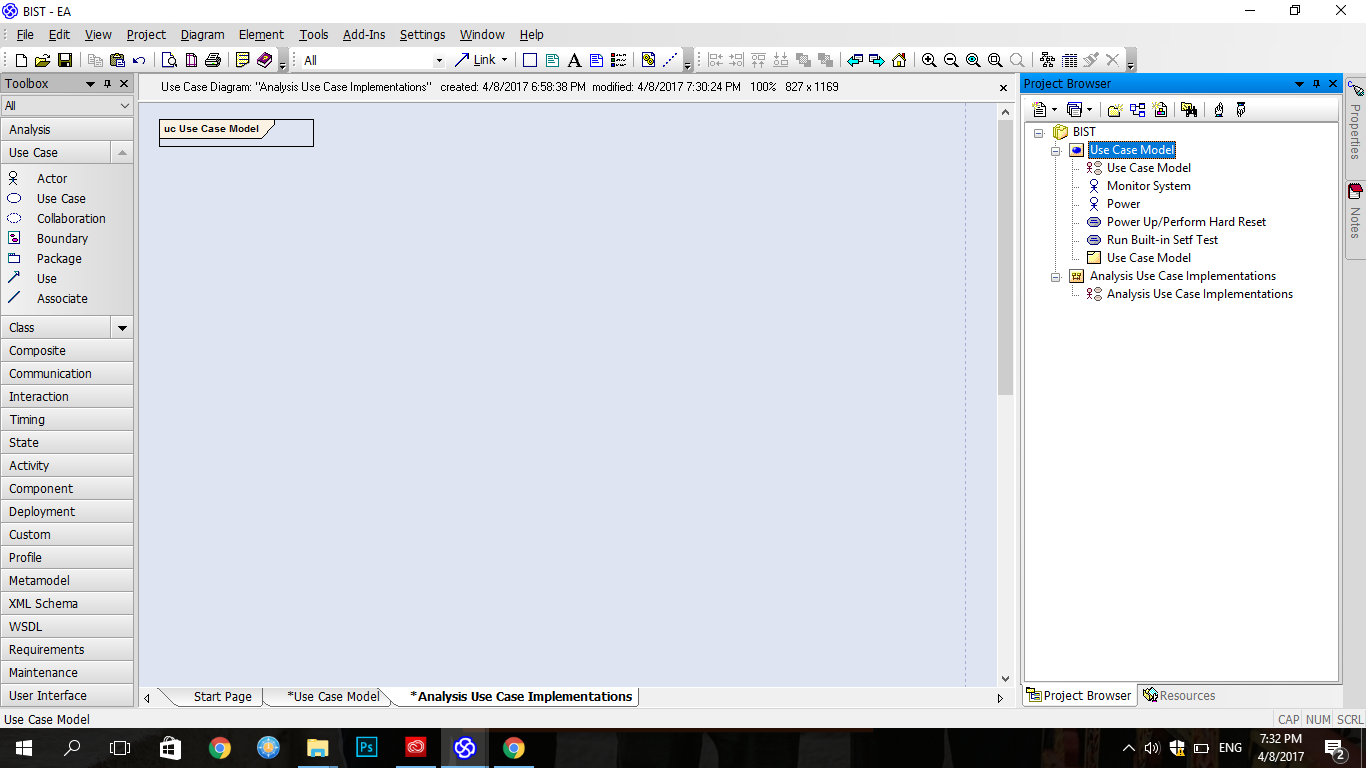 BIST - EA
File Edit View Project Diagram Element Tools Add-Ins Settings Window Help
All
Link
Toolbox
All
Analysis
Use Case
Actor
Use Case
Collaboration
Boundary
Package
Use
Associate
Class
Composite
Communication
Interaction
Timing
State
Activity
Component
Deployment
Custom
Profile
Metamodel
XML Schema
WSDL
Requirements
Maintenance
User Interface
Use Case Diagram: "Analysis Use Case Implementations" created: 4/8/2017 6:58:38 PM modified: 4/8/2017 7:30:24 PM 100% 827 x 1169
uc Use Case Model
Start Page *Use Case Model *Analysis Use Case Implementations
Project Browser
BIST
Use Case Model
Use Case Model
Monitor System
Power
Power Up/Perform Hard Reset
Run Built-in Setf Test
Use Case Model
Analysis Use Case Implementations
Analysis Use Case Implementations
Project Browser Resources
Properties
Notes
Use Case Model
CAP NUM SCRL
Ps
ENG
7:32 PM
4/8/2017
2